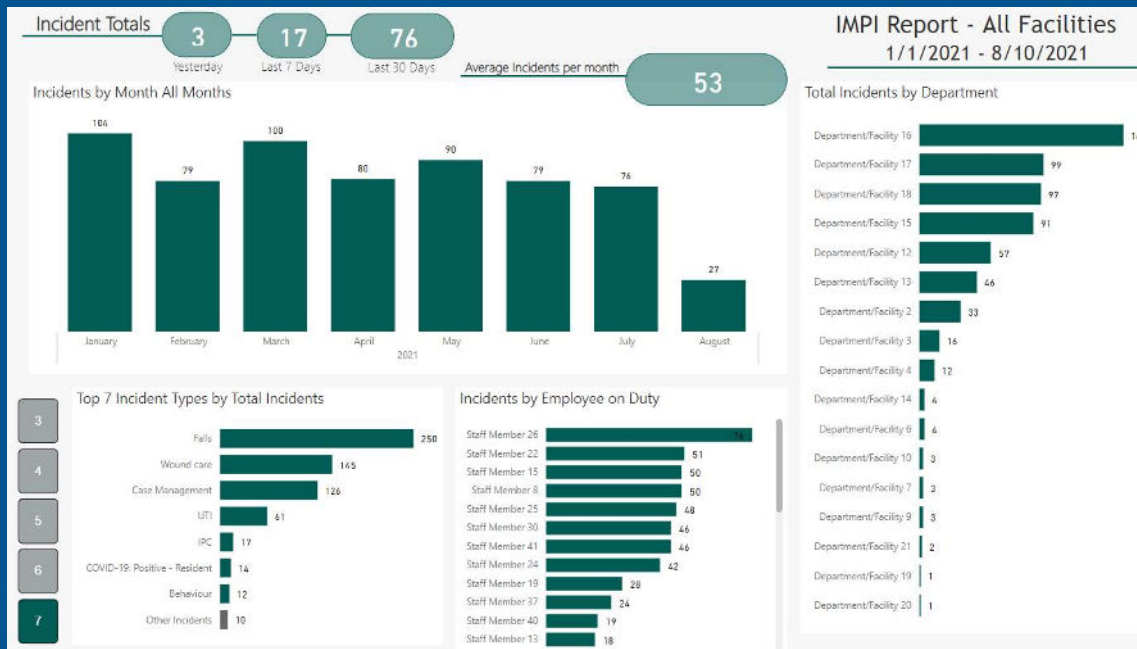 Incident Totals
3
Yesterday
17
Last 7 Days
76
Last 30 Days
Average Incidents per month
53
IMPI Report - All Facilities
1/1/2021 - 8/10/2021
Incidents by Month All Months
104
79
100
80
90
79
76
27
January
February
March
April
May
June
July
August
2021
Total Incidents by Department
Department/Facility 16
Department/Facility 17 99
Department/Facility 18 97
Department/Facility 15 91
Department/Facility 12 57
Department/Facility 13 46
Department/Facility 2 33
Department/Facility 3 16
Department/Facility 4 12
Department/Facility 14 4
Department/Facility 6 4
Department/Facility 10 3
Department/Facility 7 3
Department/Facility 9 3
Department/Facility 21 2
Department/Facility 19 1
Department/Facility 20 1
3
4
5
6
7
Top 7 Incident Types by Total Incidents
Falls 250
Wound care 145
Case Management 126
UTI 61
IPC 17
COVID-19: Positive - Resident 14
Behaviour 12
Other Incidents 10
Incidents by Employee on Duty
Staff Member 26
Staff Member 22 51
Staff Member 15 50
Staff Member 8 50
Staff Member 25 48
Staff Member 30 46
Staff Member 41 46
Staff Member 24 42
Staff Member 19 28
Staff Member 37 24
Staff Member 40 19
Staff Member 13 18